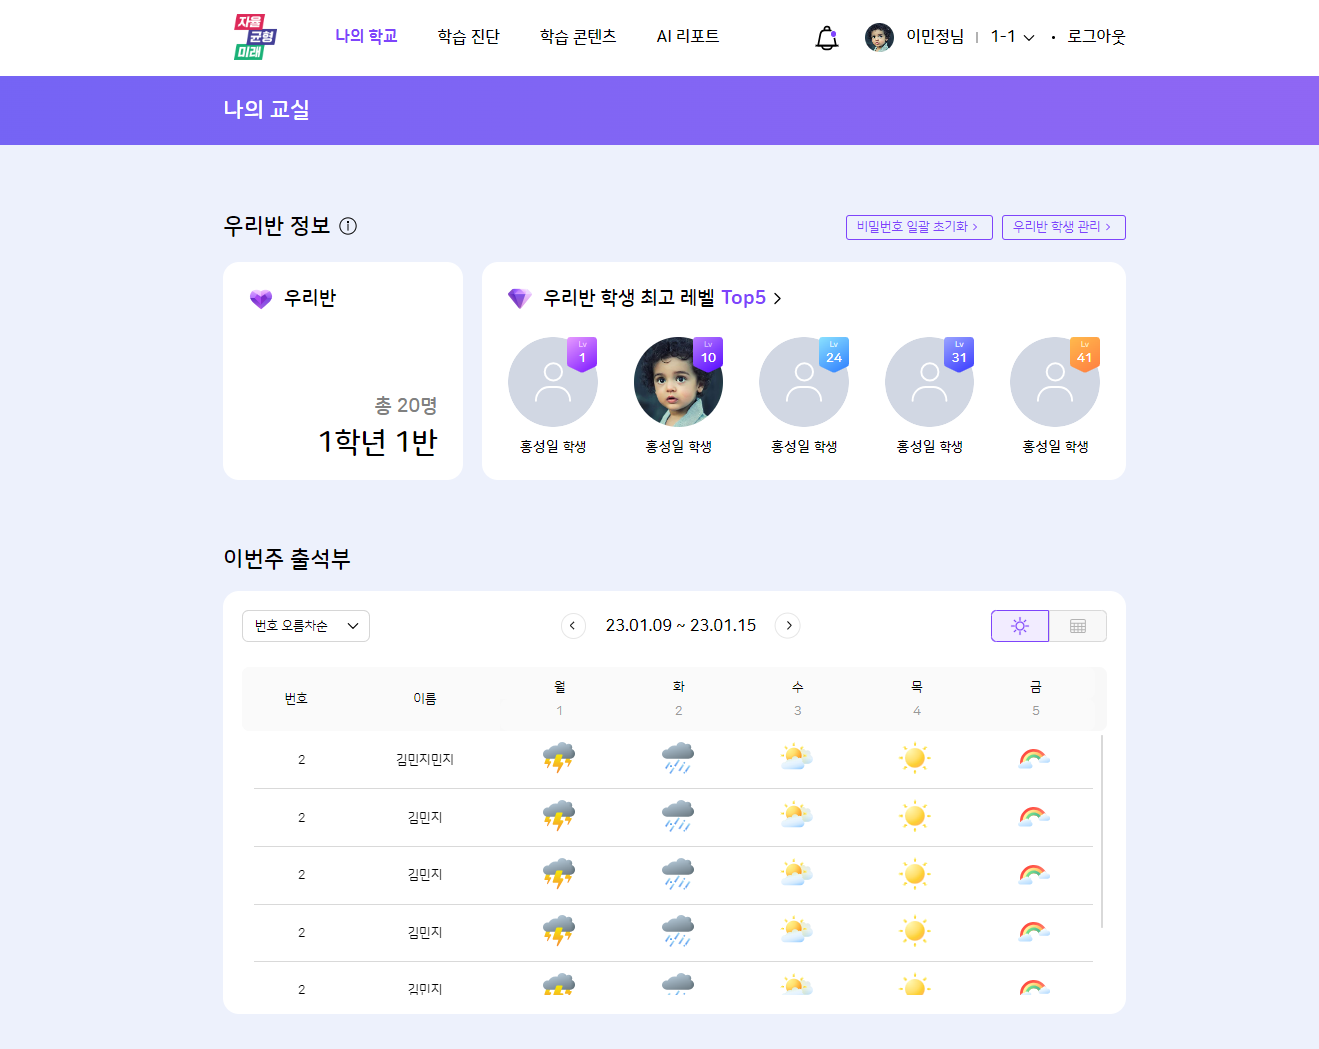 자율
균형
미래
나의 학교
학습 진단
학습 콘텐츠
AI 리포트
이민정님 | 1-1 • 로그아웃
나의 교실
우리반 정보
비밀번호 일괄 초기화 >
우리반 학생 관리 >
우리반
총 20명
1학년 1반
우리반 학생 최고 레벨 Top5 >
Lv
1
Lv
10
Lv
24
Lv
31
Lv
41
홍성일 학생
홍성일 학생
홍성일 학생
홍성일 학생
홍성일 학생
이번주 출석부
번호 오름차순
23.01.09 ~ 23.01.15
번호
이름
월
1
화
2
수
3
목
4
금
5
2 김민지민지
2 김민지
2 김민지
2 김민지
2 김민지